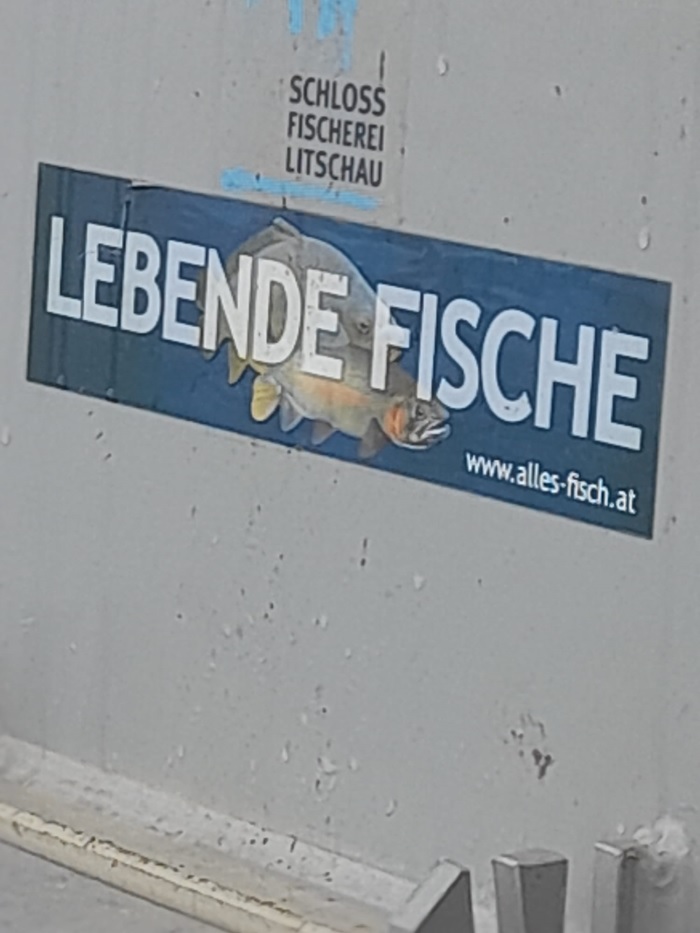 SCHLOSS
FISCHEREI
LITSCHAU
LEBENDE FISCHE
www.alles-fisch.at